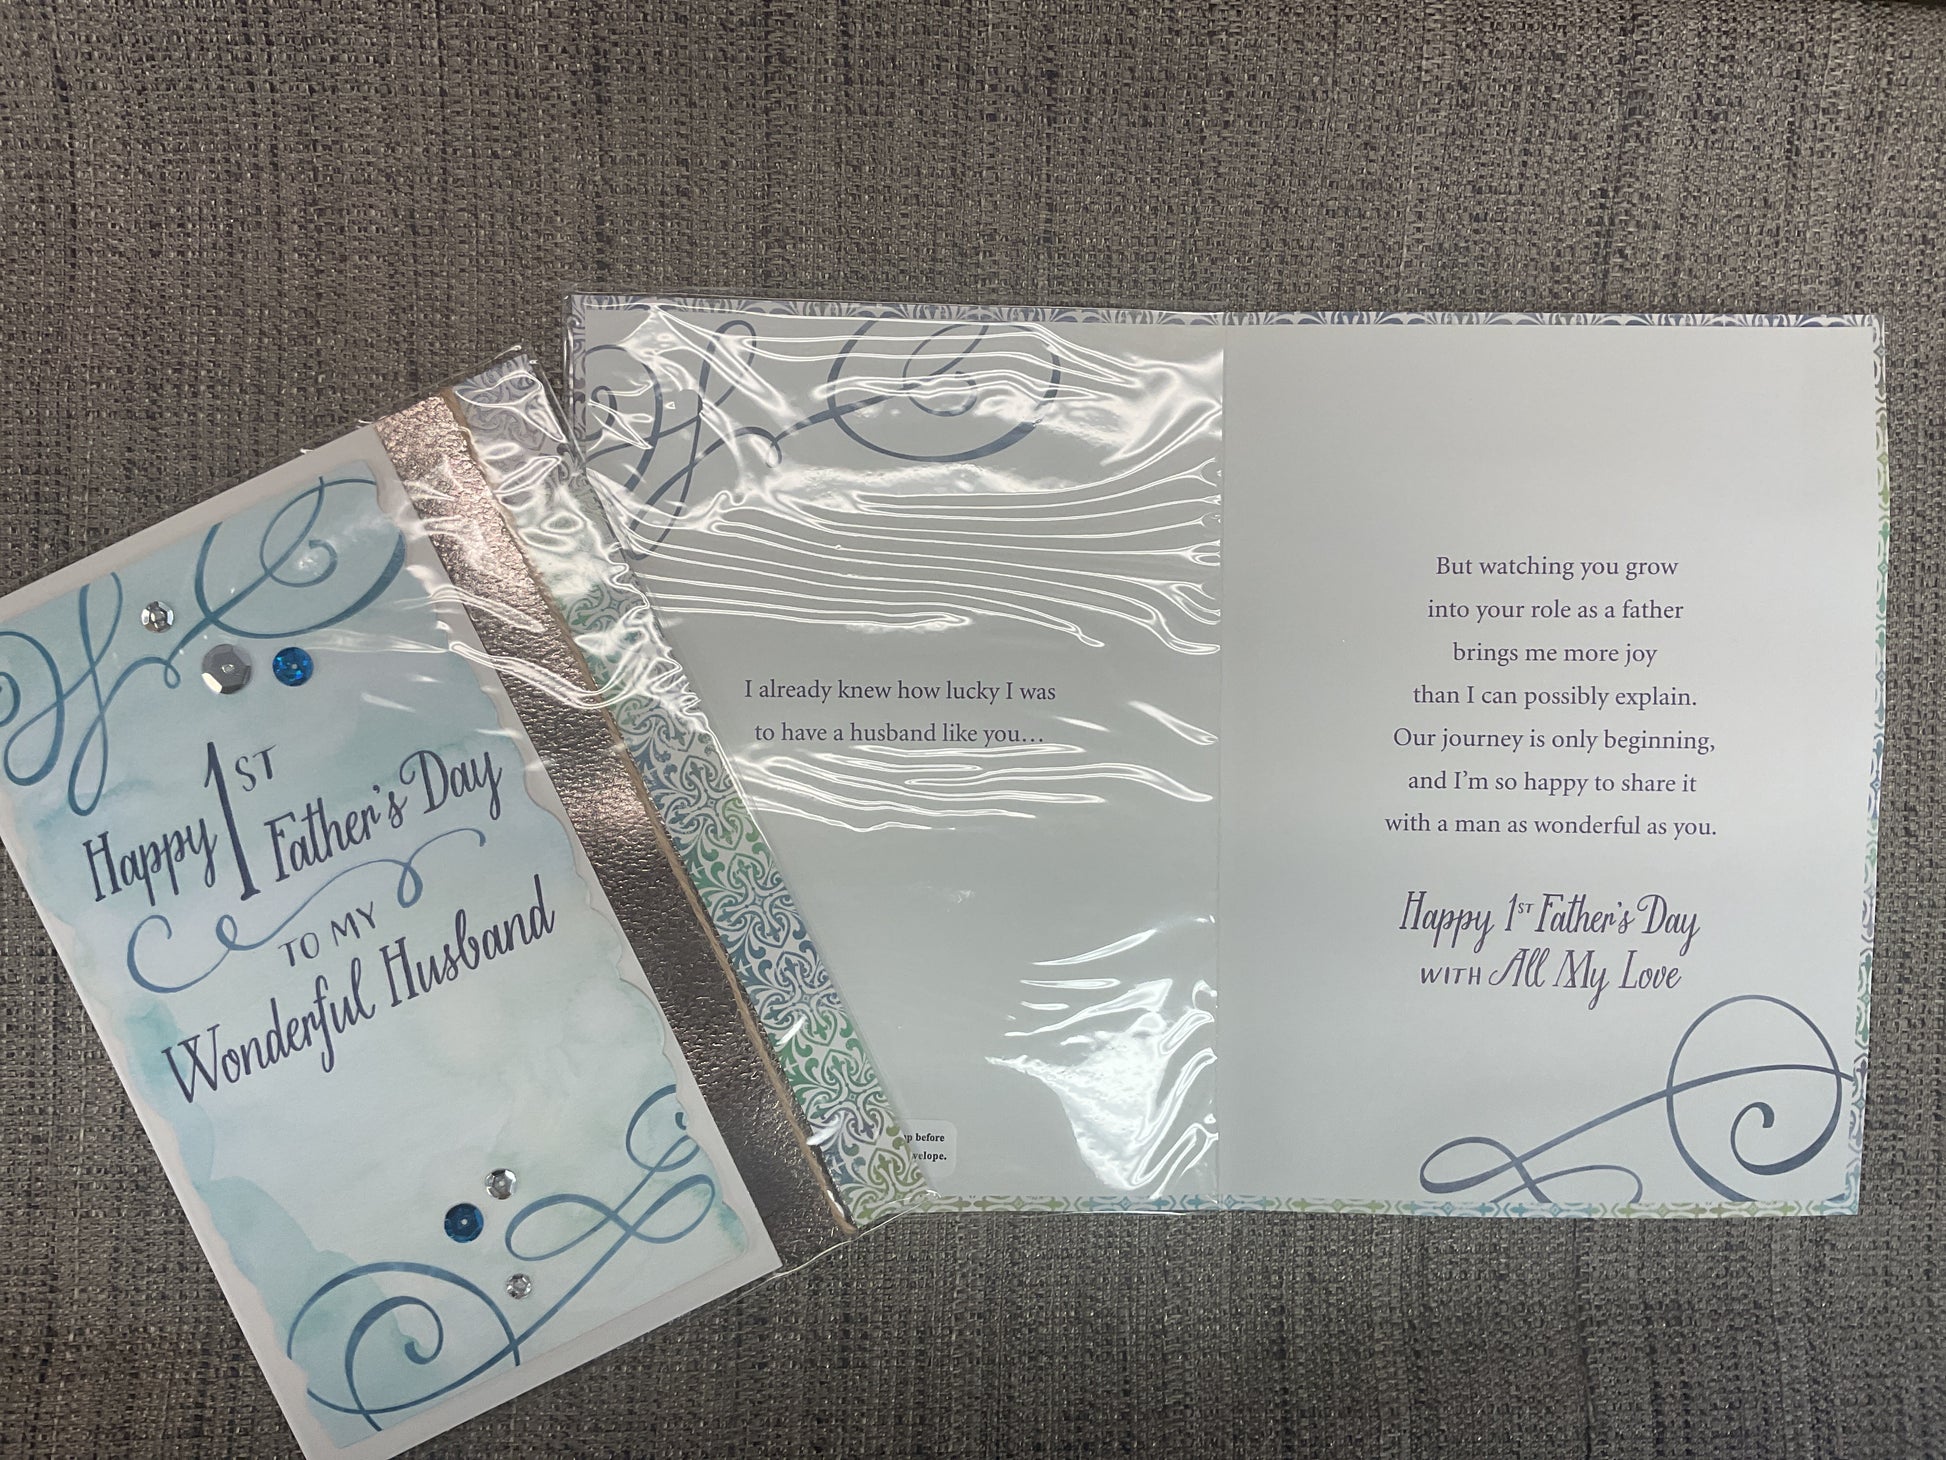 Happy 1ST Father's Day
TO MY
Wonderful Husband
I already knew how lucky I was
to have a husband like you...
before
But watching you grow
into your role as a father
brings me more joy
than I can possibly explain.
Our journey is only beginning,
and I'm so happy to share it
with a man as wonderful as you.
Happy 1ST Father's Day
WITH All My Love